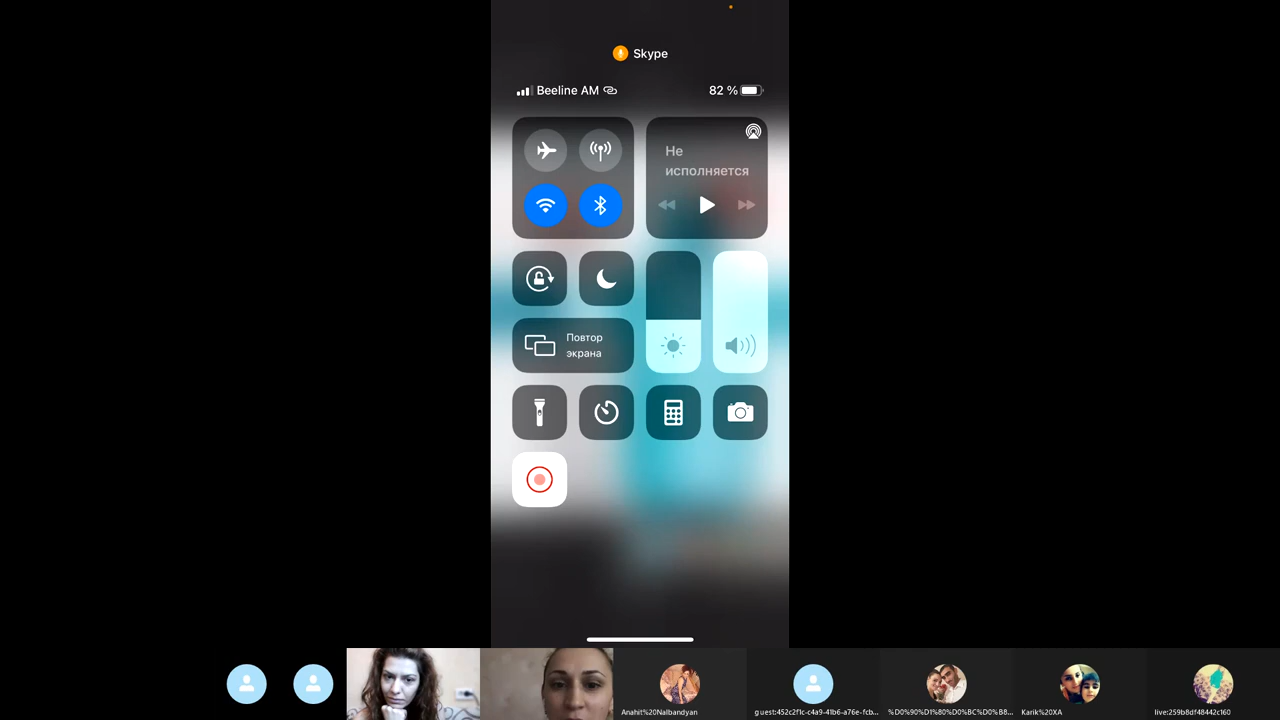 Skype
Beeline AM
82 %
Не
исполняется
Повтор
экрана
Anahit%20Nalbandyan
guest:452c2f1c-c4a9-41b6-a76e-fcb...
%D0%90%D1%80%D0%BC%D0%B8...
Karik%20XA
live:259b8df48442c160